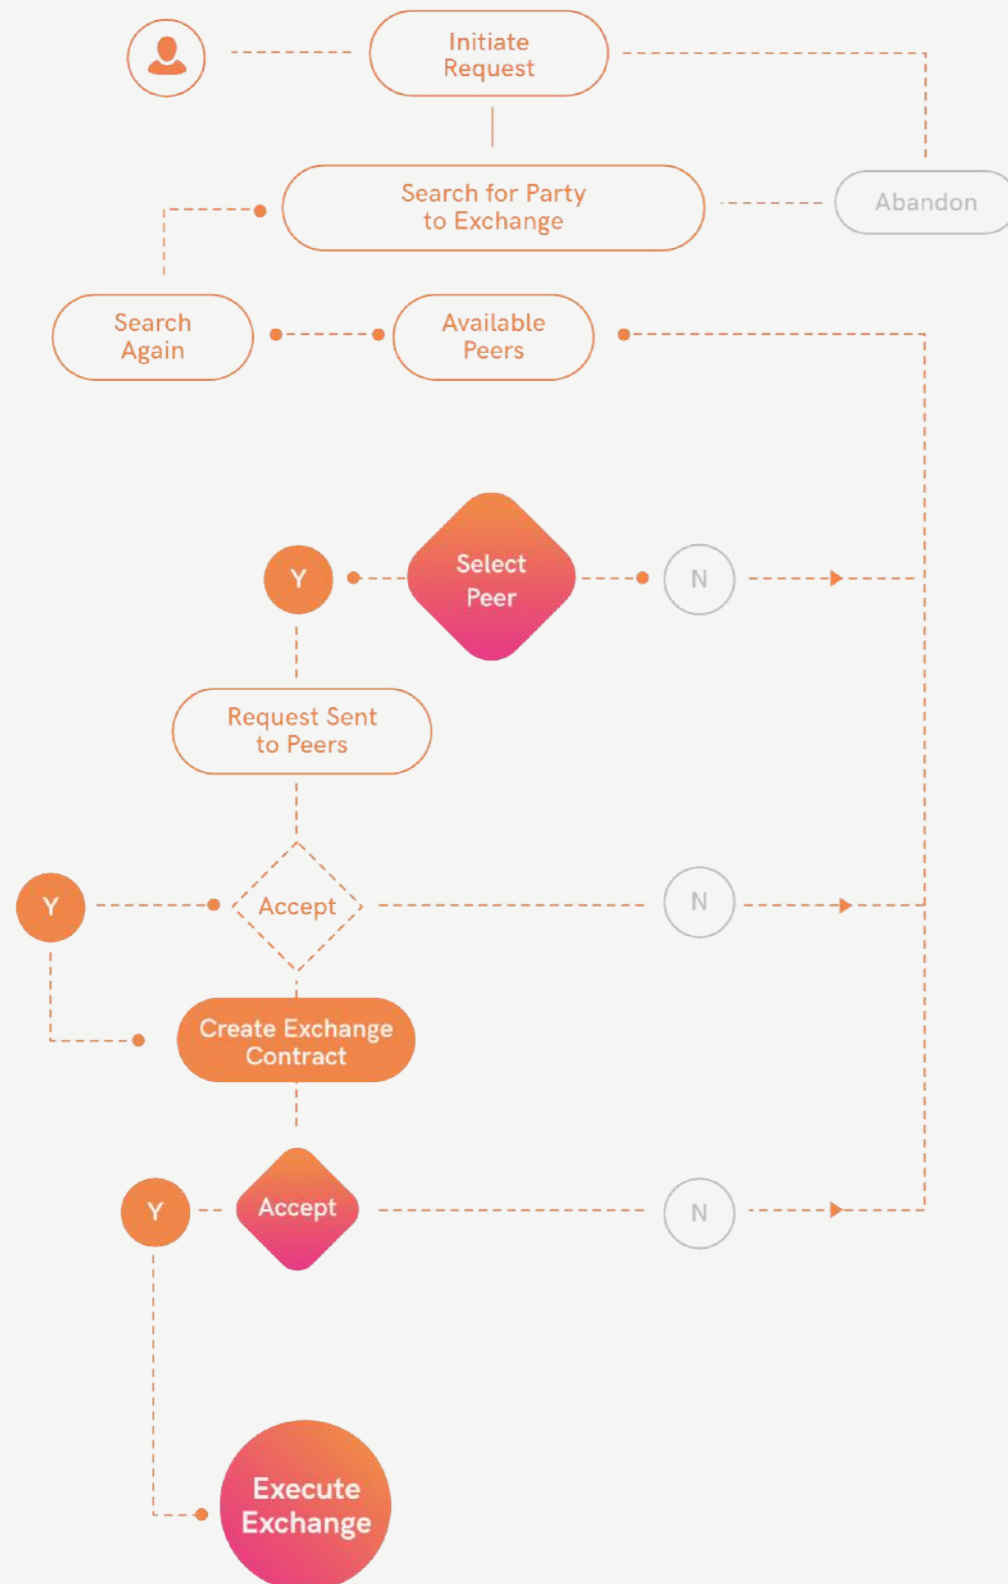 Initiate
Request
Search for Party
to Exchange
Abandon
Search
Again
Available
Peers
Y
Select
Peer
N
Request Sent
to Peers
Y
Accept
N
Create Exchange
Contract
Y
Accept
N
Execute
Exchange